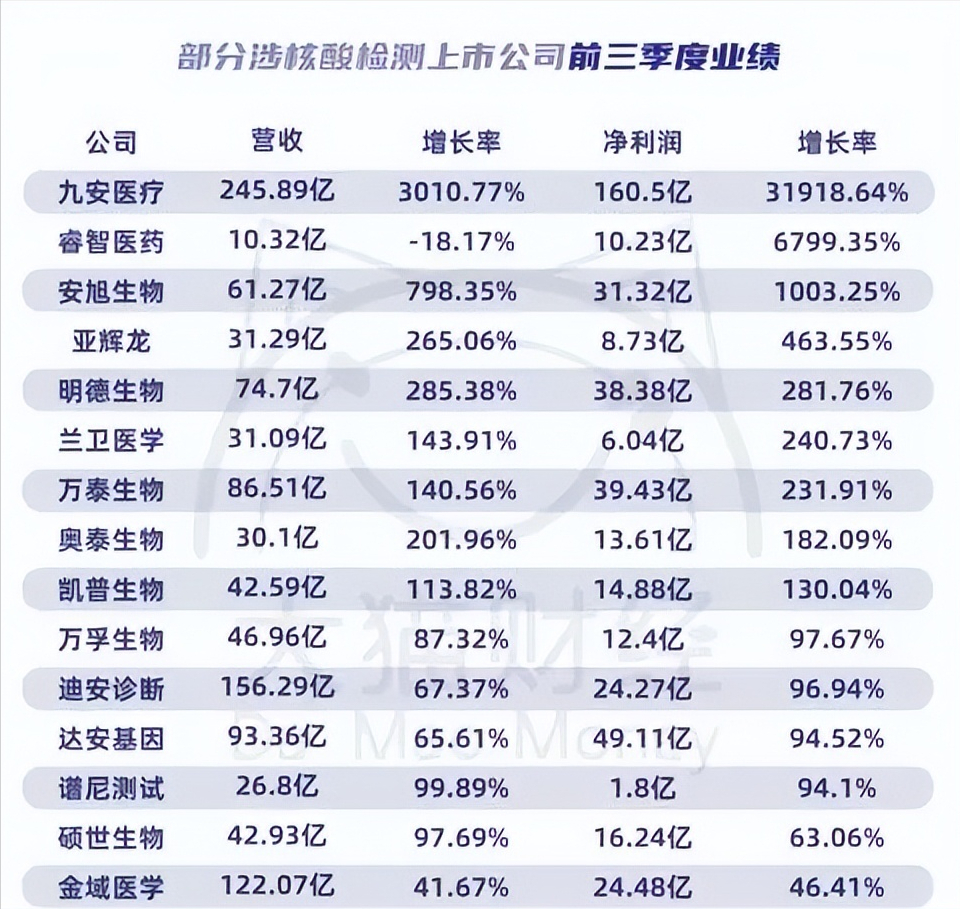 部分涉核酸检测上市公司前三季度业绩
公司 营收 增长率 净利润 增长率
九安医疗 245.89亿 3010.77% 160.5亿 31918.64%
睿智医药 10.32亿 -18.17% 10.23亿 6799.35%
安旭生物 61.27亿 798.35% 31.32亿 1003.25%
亚辉龙 31.29亿 265.06% 8.73亿 463.55%
明德生物 74.7亿 285.38% 38.38亿 281.76%
兰卫医学 31.09亿 143.91% 6.04亿 240.73%
万泰生物 86.51亿 140.56% 39.43亿 231.91%
奥泰生物 30.1亿 201.96% 13.61亿 182.09%
凯普生物 42.59亿 113.82% 14.88亿 130.04%
万孚生物 46.96亿 87.32% 12.4亿 97.67%
迪安诊断 156.29亿 67.37% 24.27亿 96.94%
达安基因 93.36亿 65.61% 49.11亿 94.52%
谱尼测试 26.8亿 99.89% 1.8亿 94.1%
硕世生物 42.93亿 97.69% 16.24亿 63.06%
金域医学 122.07亿 41.67% 24.48亿 46.41%
大猫财经
Da Mao Money